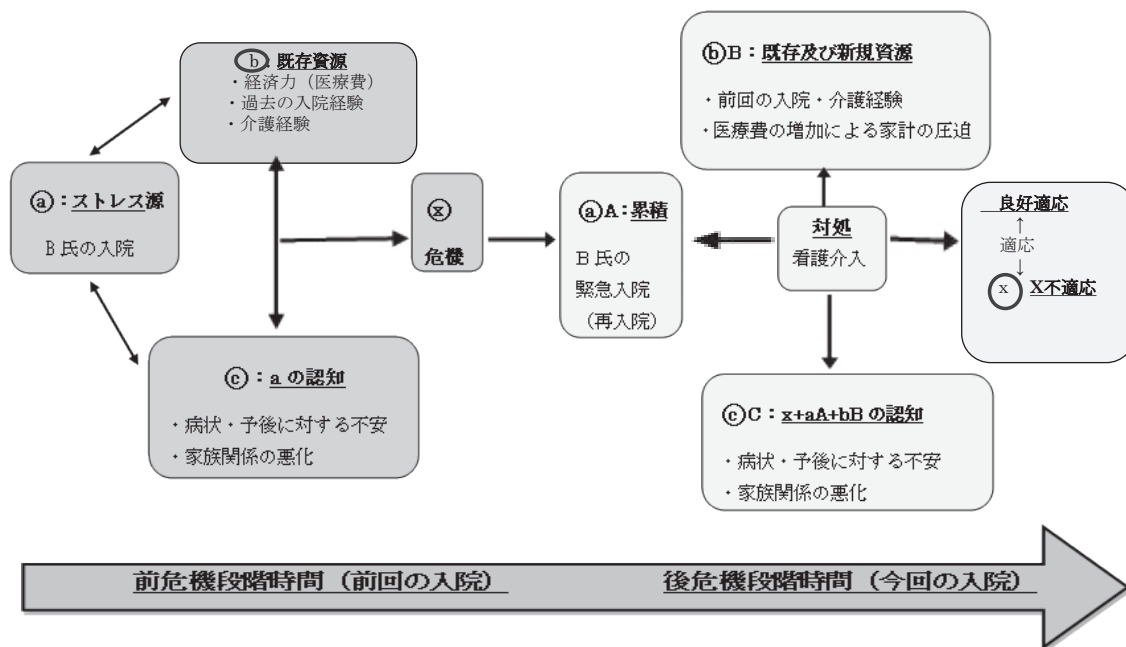 ⓑ 既存資源
・経済力（医療費）
・過去の入院経験
・介護経験
ⓐ：ストレス源
B氏の入院
ⓒ：aの認知
・病状・予後に対する不安
・家族関係の悪化
ⓧ
危機
ⓐA：累積
B氏の
緊急入院
（再入院）
ⓑB：既存及び新規資源
・前回の入院・介護経験
・医療費の増加による家計の圧迫
対処
看護介入
ⓒC：x+aA+bBの認知
・病状・予後に対する不安
・家族関係の悪化
良好適応
↑
適応
↓
ⓧ X不適応
前危機段階時間（前回の入院）
後危機段階時間（今回の入院）